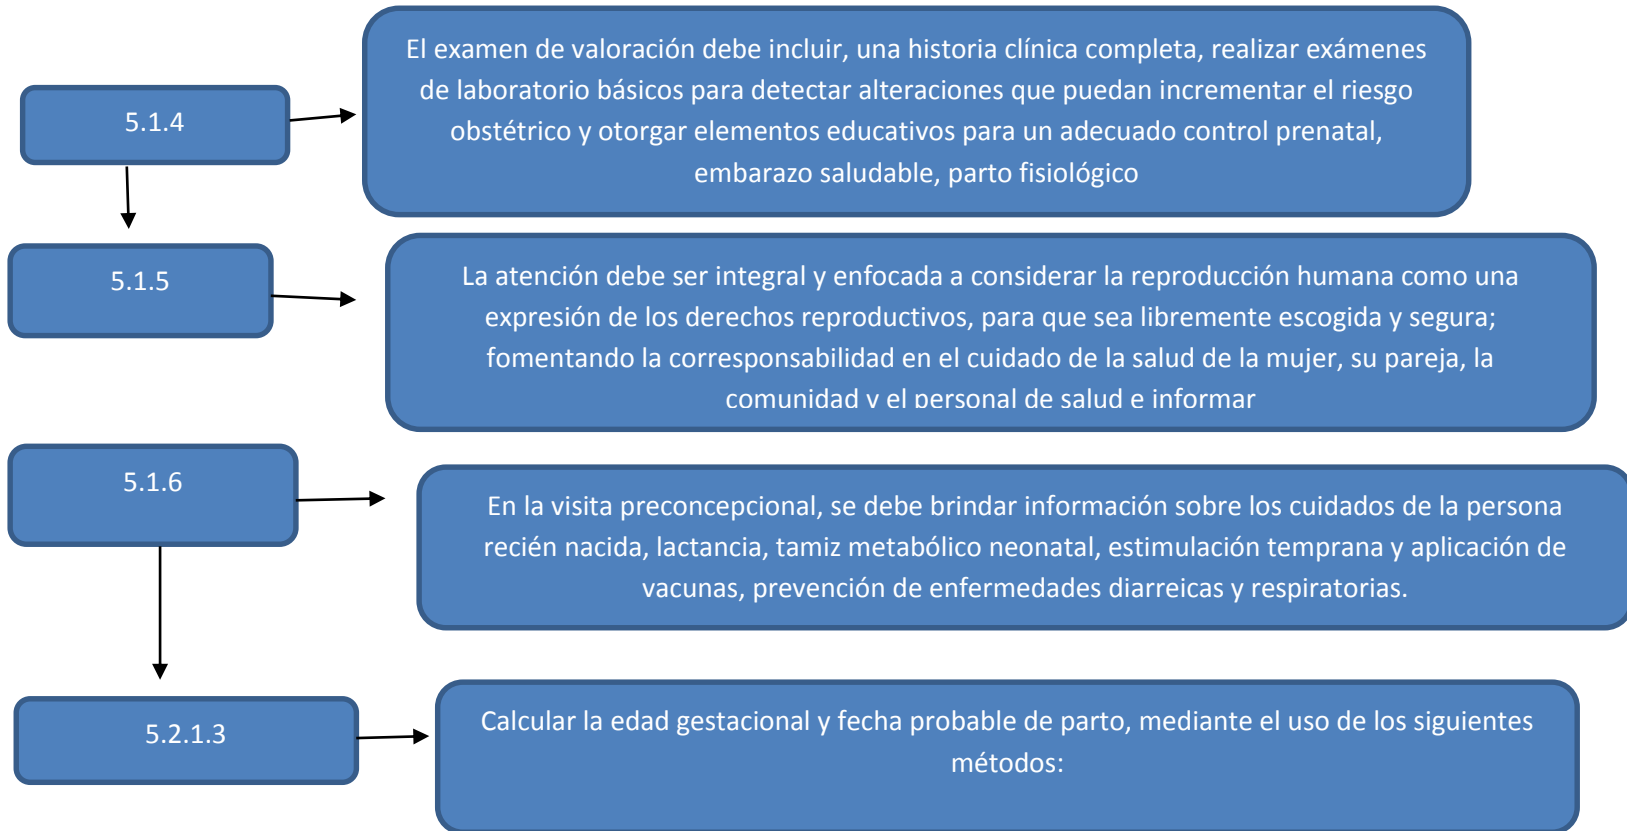 5.1.4
El examen de valoración debe incluir, una historia clínica completa, realizar exámenes
de laboratorio básicos para detectar alteraciones que puedan incrementar el riesgo
obstétrico y otorgar elementos educativos para un adecuado control prenatal,
embarazo saludable, parto fisiológico
5.1.5
La atención debe ser integral y enfocada a considerar la reproducción humana como una
expresión de los derechos reproductivos, para que sea libremente escogida y segura;
fomentando la corresponsabilidad en el cuidado de la salud de la mujer, su pareja, la
comunidad y el personal de salud e informar
5.1.6
En la visita preconcepcional, se debe brindar información sobre los cuidados de la persona
recién nacida, lactancia, tamiz metabólico neonatal, estimulación temprana y aplicación de
vacunas, prevención de enfermedades diarreicas y respiratorias.
5.2.1.3
Calcular la edad gestacional y fecha probable de parto, mediante el uso de los siguientes
métodos: